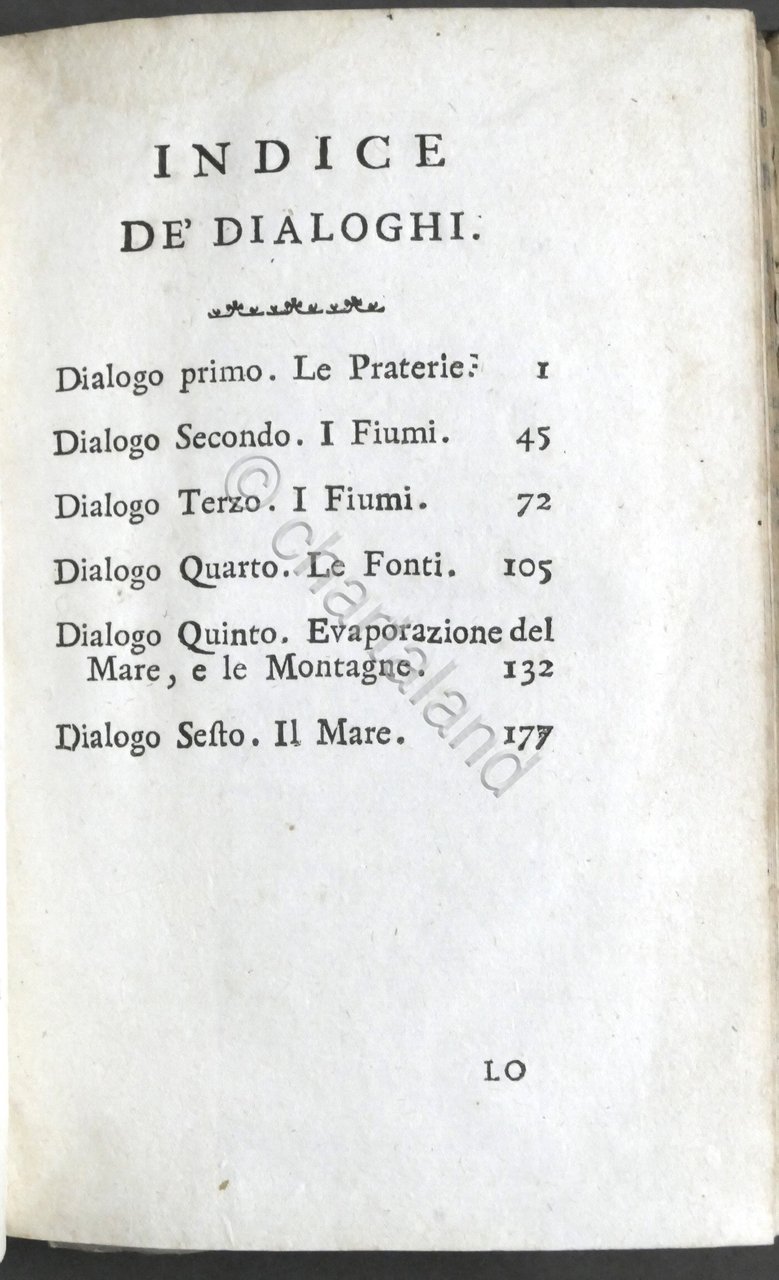 INDICE
DE' DIALOGHI.
Dialogo primo. Le Praterie. 1
Dialogo Secondo. I Fiumi. 45
Dialogo Terzo. I Fiumi. 72
Dialogo Quarto. Le Fonti. 105
Dialogo Quinto. Evaporazione del
Mare, e le Montagne. 132
Dialogo Seſto. Il Mare. 177
LO
© chartaland